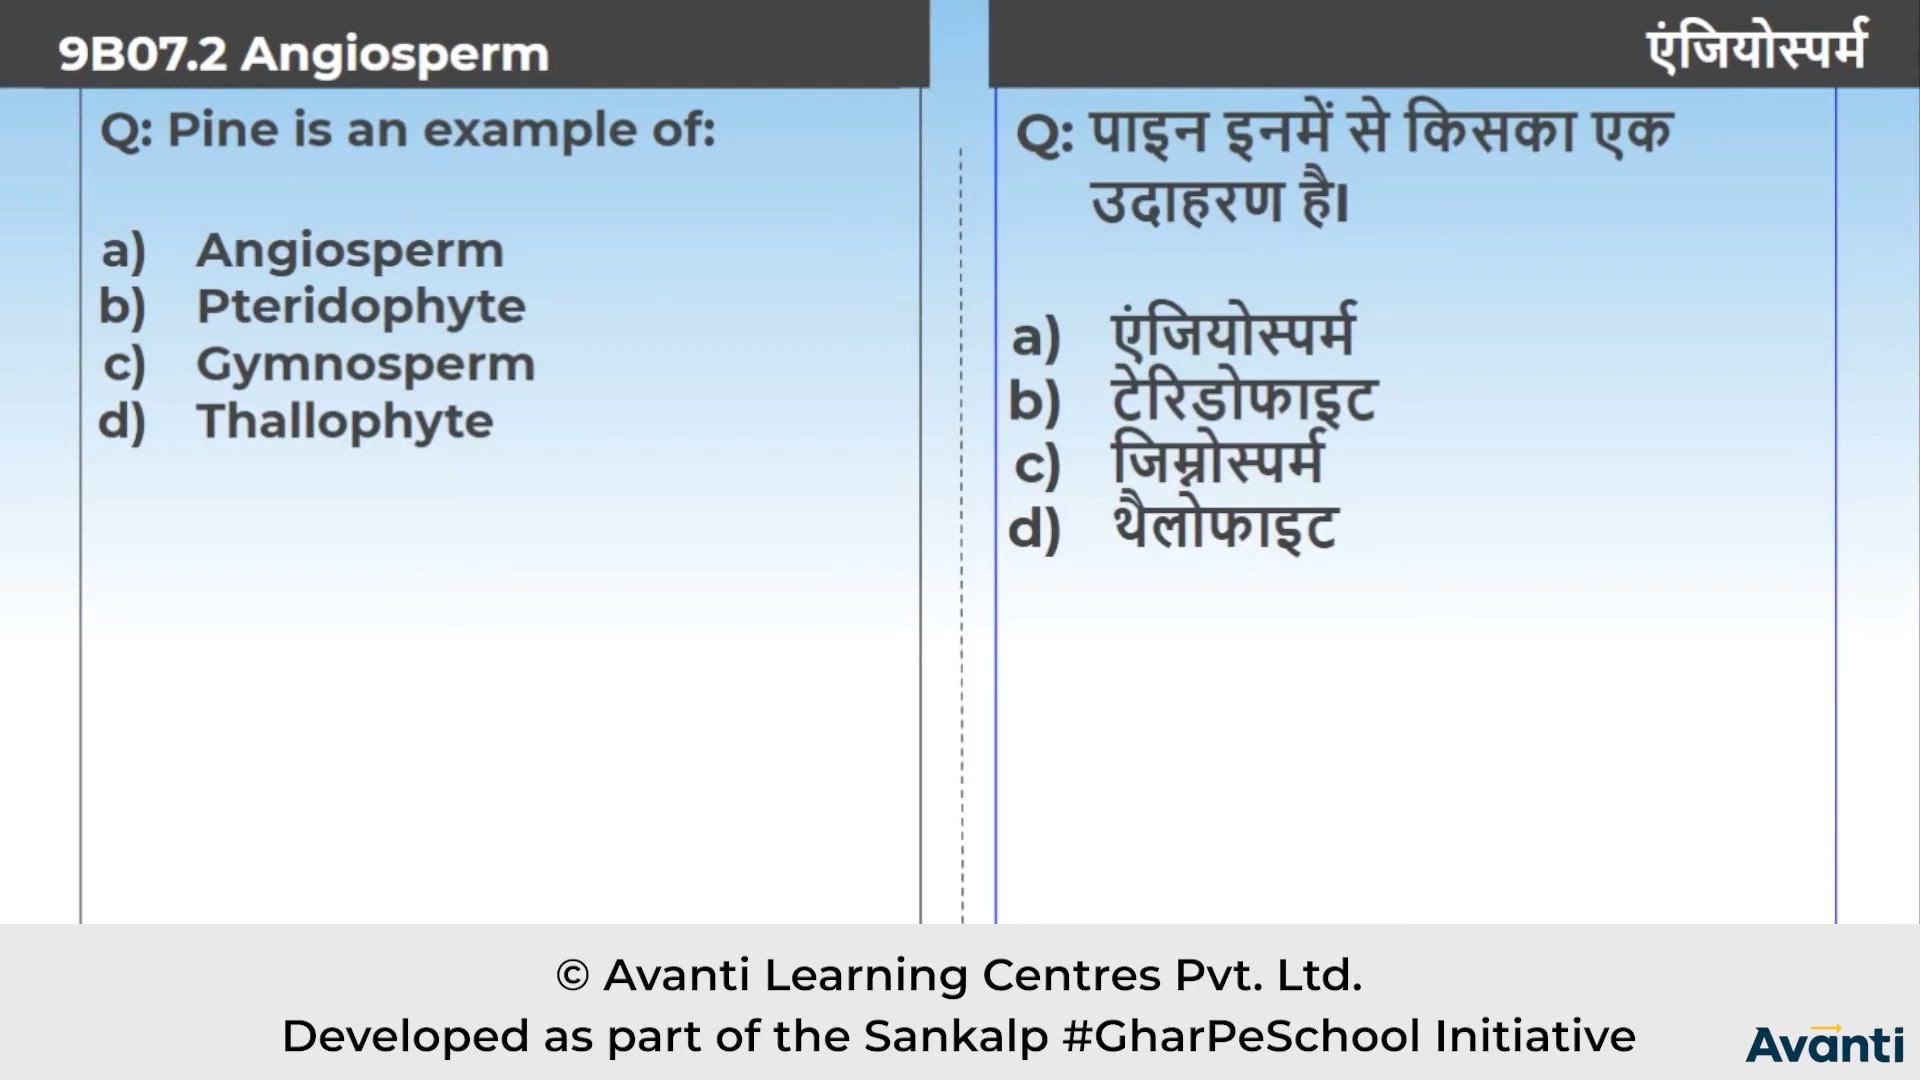 9B07.2 Angiosperm
एंजियोस्पर्म
Q: Pine is an example of:
a) Angiosperm
b) Pteridophyte
c) Gymnosperm
d) Thallophyte
Q: पाइन इनमें से किसका एक
उदाहरण है।
a) एंजियोस्पर्म
b) टेरिडोफाइट
c) जिम्नोस्पर्म
d) थैलोफाइट
© Avanti Learning Centres Pvt. Ltd.
Developed as part of the Sankalp #GharPeSchool Initiative
Avanti